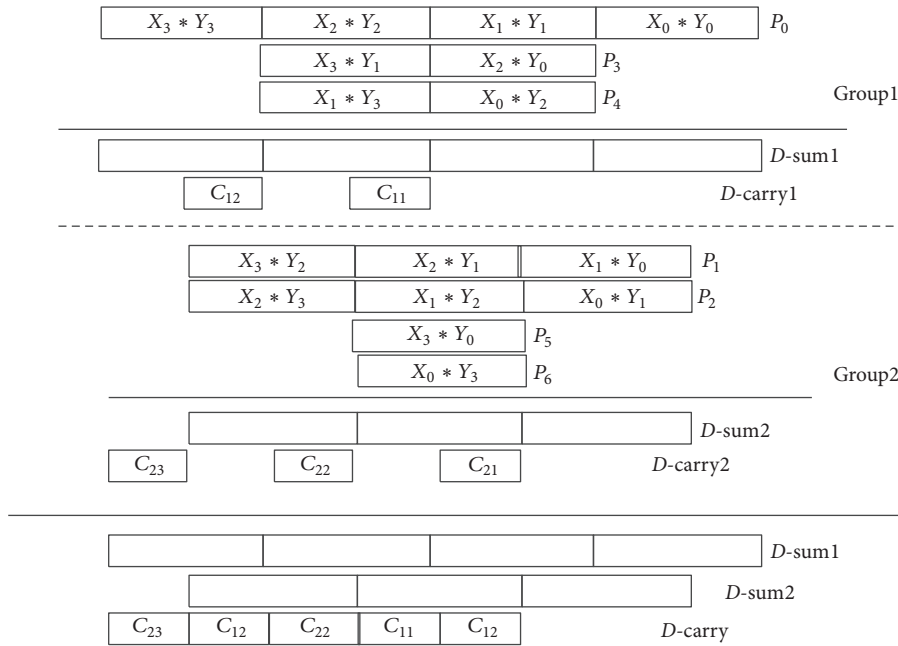 X₃ * Y₃ X₂ * Y₂ X₁ * Y₁ X₀ * Y₀ P₀
X₃ * Y₁ X₂ * Y₀ P₃
X₁ * Y₃ X₀ * Y₂ P₄ Group1
D-sum1
C₁₂ C₁₁ D-carry1
X₃ * Y₂ X₂ * Y₁ X₁ * Y₀ P₁
X₂ * Y₃ X₁ * Y₂ X₀ * Y₁ P₂
X₃ * Y₀ P₅
X₀ * Y₃ P₆ Group2
D-sum2
C₂₃ C₂₂ C₂₁ D-carry2
D-sum1
D-sum2
C₂₃ C₁₂ C₂₂ C₁₁ C₁₂ D-carry